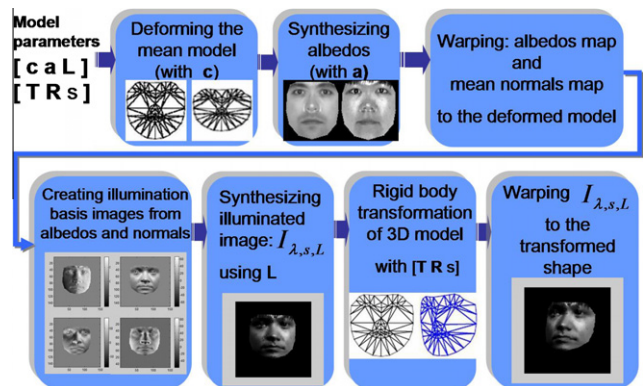 Model
parameters
[ c a L ]
[ T R s ]
Deforming the
mean model
(with c)
Synthesizing
albedos
(with a)
Warping: albedos map
and
mean normals map
to the deformed model
Creating illumination
basis images from
albedos and normals
Synthesizing
illuminated
image: I λ,s,L
using L
Rigid body
transformation
of 3D model
with [T R s]
Warping I λ,s,L
to the
transformed
shape